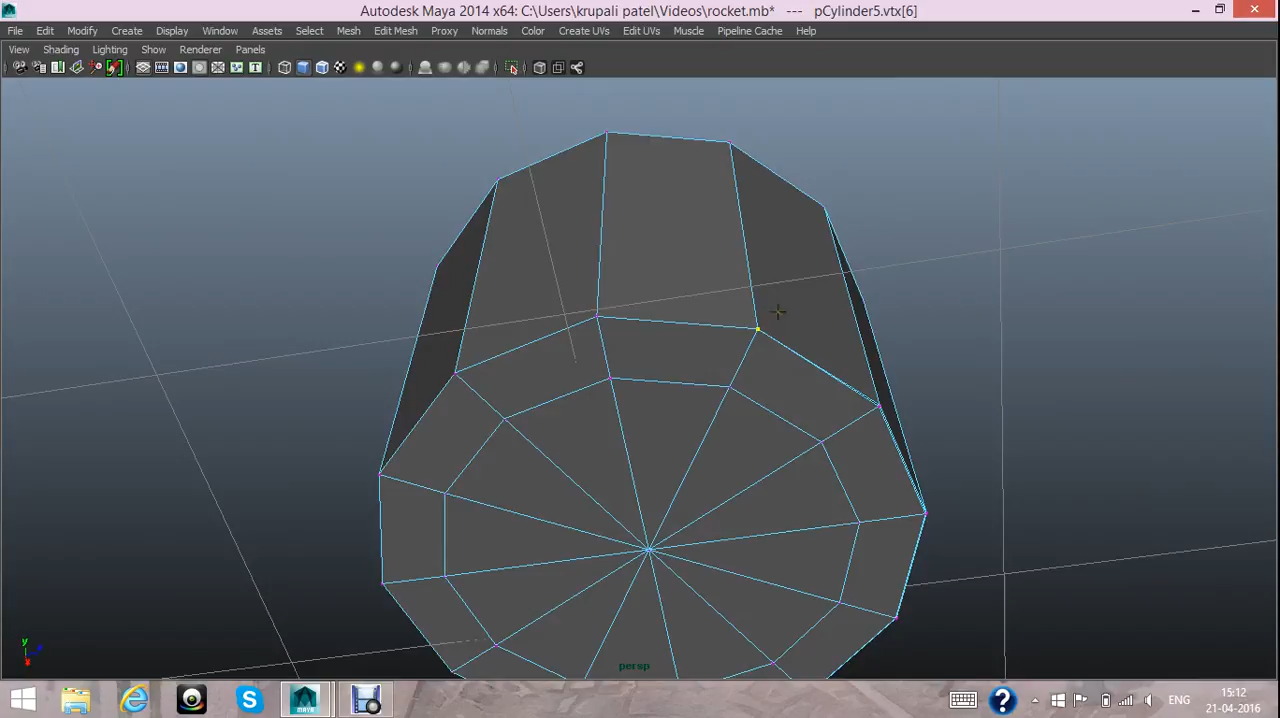 Autodesk Maya 2014 x64: C:\Users\krupali patel\Videos\rocket.mb* --- pCylinder5.vtx[6]
File Edit Modify Create Display Window Assets Select Mesh Edit Mesh Proxy Normals Color Create UVs Edit UVs Muscle Pipeline Cache Help
View Shading Lighting Show Renderer Panels
y
persp
MAYA
ENG
15:12
21-04-2016